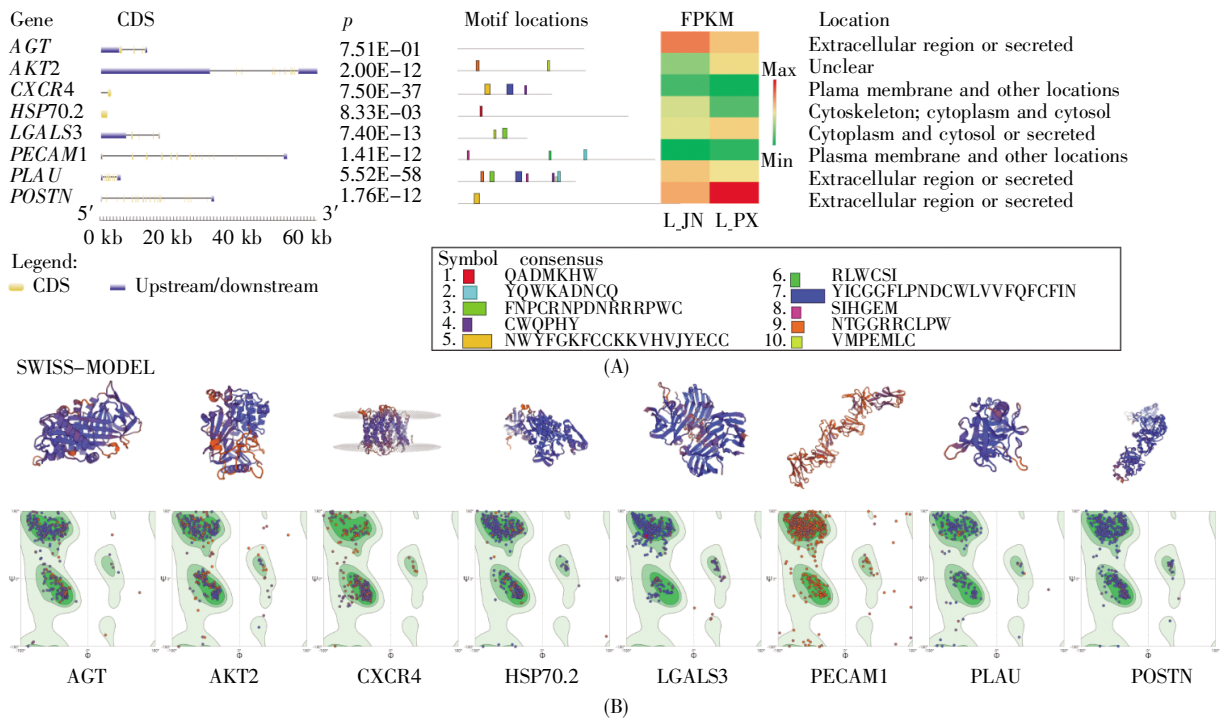 Gene CDS p Motif locations FPKM Location
AGT 7.51E−01 Extracellular region or secreted
AKT2 2.00E−12 Unclear
CXCR4 7.50E−37 Plama membrane and other locations
HSP70.2 8.33E−03 Cytoskeleton; cytoplasm and cytosol
LGALS3 7.40E−13 Cytoplasm and cytosol or secreted
PECAM1 1.41E−12 Plasma membrane and other locations
PLAU 5.52E−58 Extracellular region or secreted
POSTN 1.76E−12 Extracellular region or secreted
Max
Min
5′ 3′
0 kb 20 kb 40 kb 60 kb
L_JN L_PX
Legend:
CDS Upstream/downstream
Symbol consensus
1. QADMKHW
2. YQWKADNCQ
3. FNPCRNPDNRRRPWC
4. CWQPHY
5. NWYFGKFCCKKVHVJYECC
6. RLWCSI
7. YICGGFLPNDCWLVVFQFCFIN
8. SIHGEM
9. NTGGRRCLPW
10. VMPEMLC
(A)
SWISS−MODEL
AGT AKT2 CXCR4 HSP70.2 LGALS3 PECAM1 PLAU POSTN
(B)